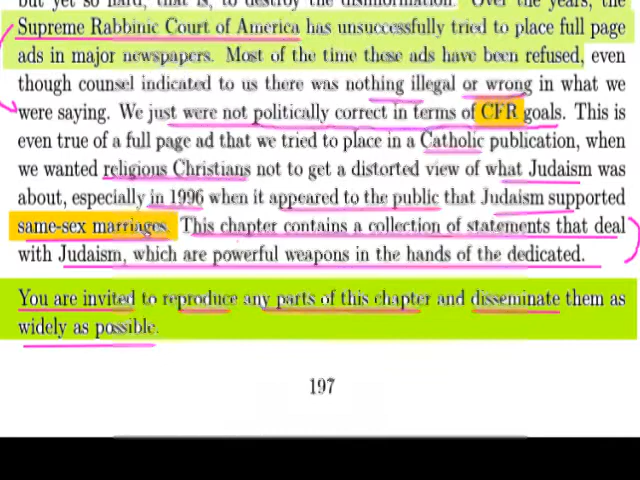 but yet so hard, that is, to destroy the disinformation. Over the years, the
Supreme Rabbinic Court of America has unsuccessfully tried to place full page
ads in major newspapers. Most of the time these ads have been refused, even
though counsel indicated to us there was nothing illegal or wrong in what we
were saying. We just were not politically correct in terms of CFR goals. This is
even true of a full page ad that we tried to place in a Catholic publication, when
we wanted religious Christians not to get a distorted view of what Judaism was
about, especially in 1996 when it appeared to the public that Judaism supported
same-sex marriages. This chapter contains a collection of statements that deal
with Judaism, which are powerful weapons in the hands of the dedicated.
You are invited to reproduce any parts of this chapter and disseminate them as
widely as possible.
197